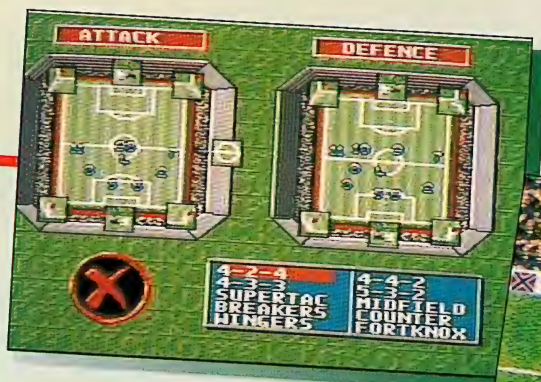 ATTACK
DEFENCE
4-2-4
4-3-3
SUPERTAC
BREAKERS
WINGERS
4-4-2
5-3-2
MIDFIELD
COUNTER
FORTKNOX